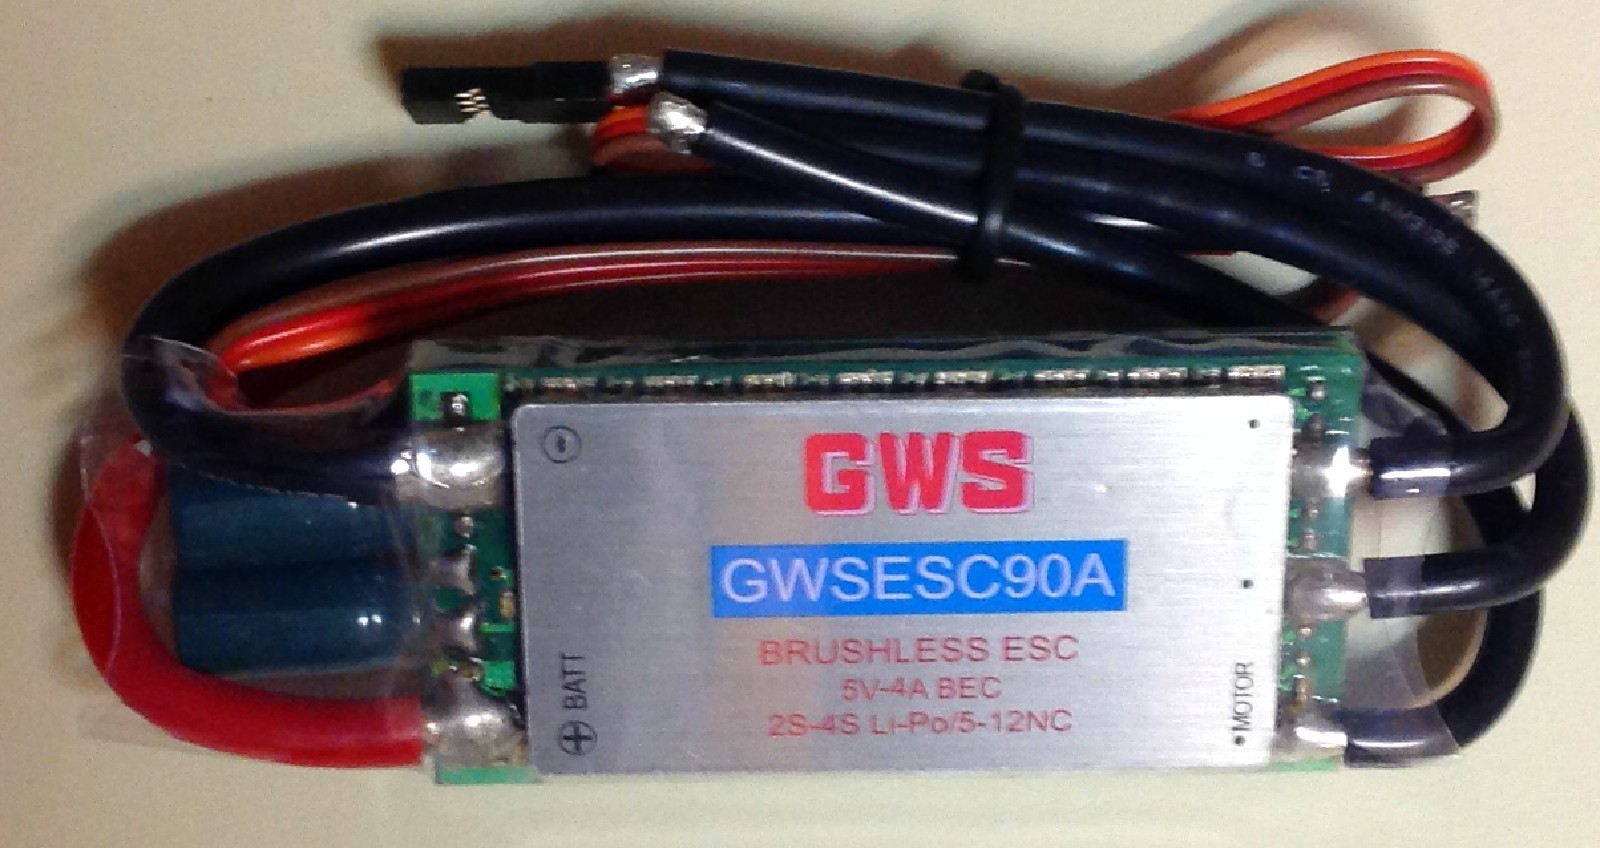 GWS
GWSESC90A
BRUSHLESS ESC
5V-4A BEC
2S-4S Li-Po/5-12NC
BATT
•MOTOR